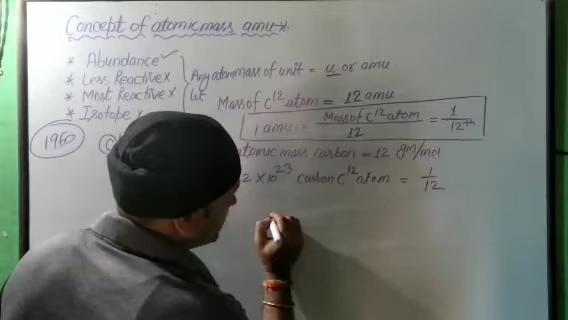 Concept of atomic mass amu
* Abundance ✓
* Less Reactive x
* Most Reactive x
* Isotope x
Any atom mass of unit = u or amu
let Mass of C¹² atom = 12 amu
1 amu = Mass of C¹² atom / 12 = 1 / 12th
1960
atomic mass carbon = 12 gm/mol
2 × 10²³ carbon C¹² atom = 1 / 12